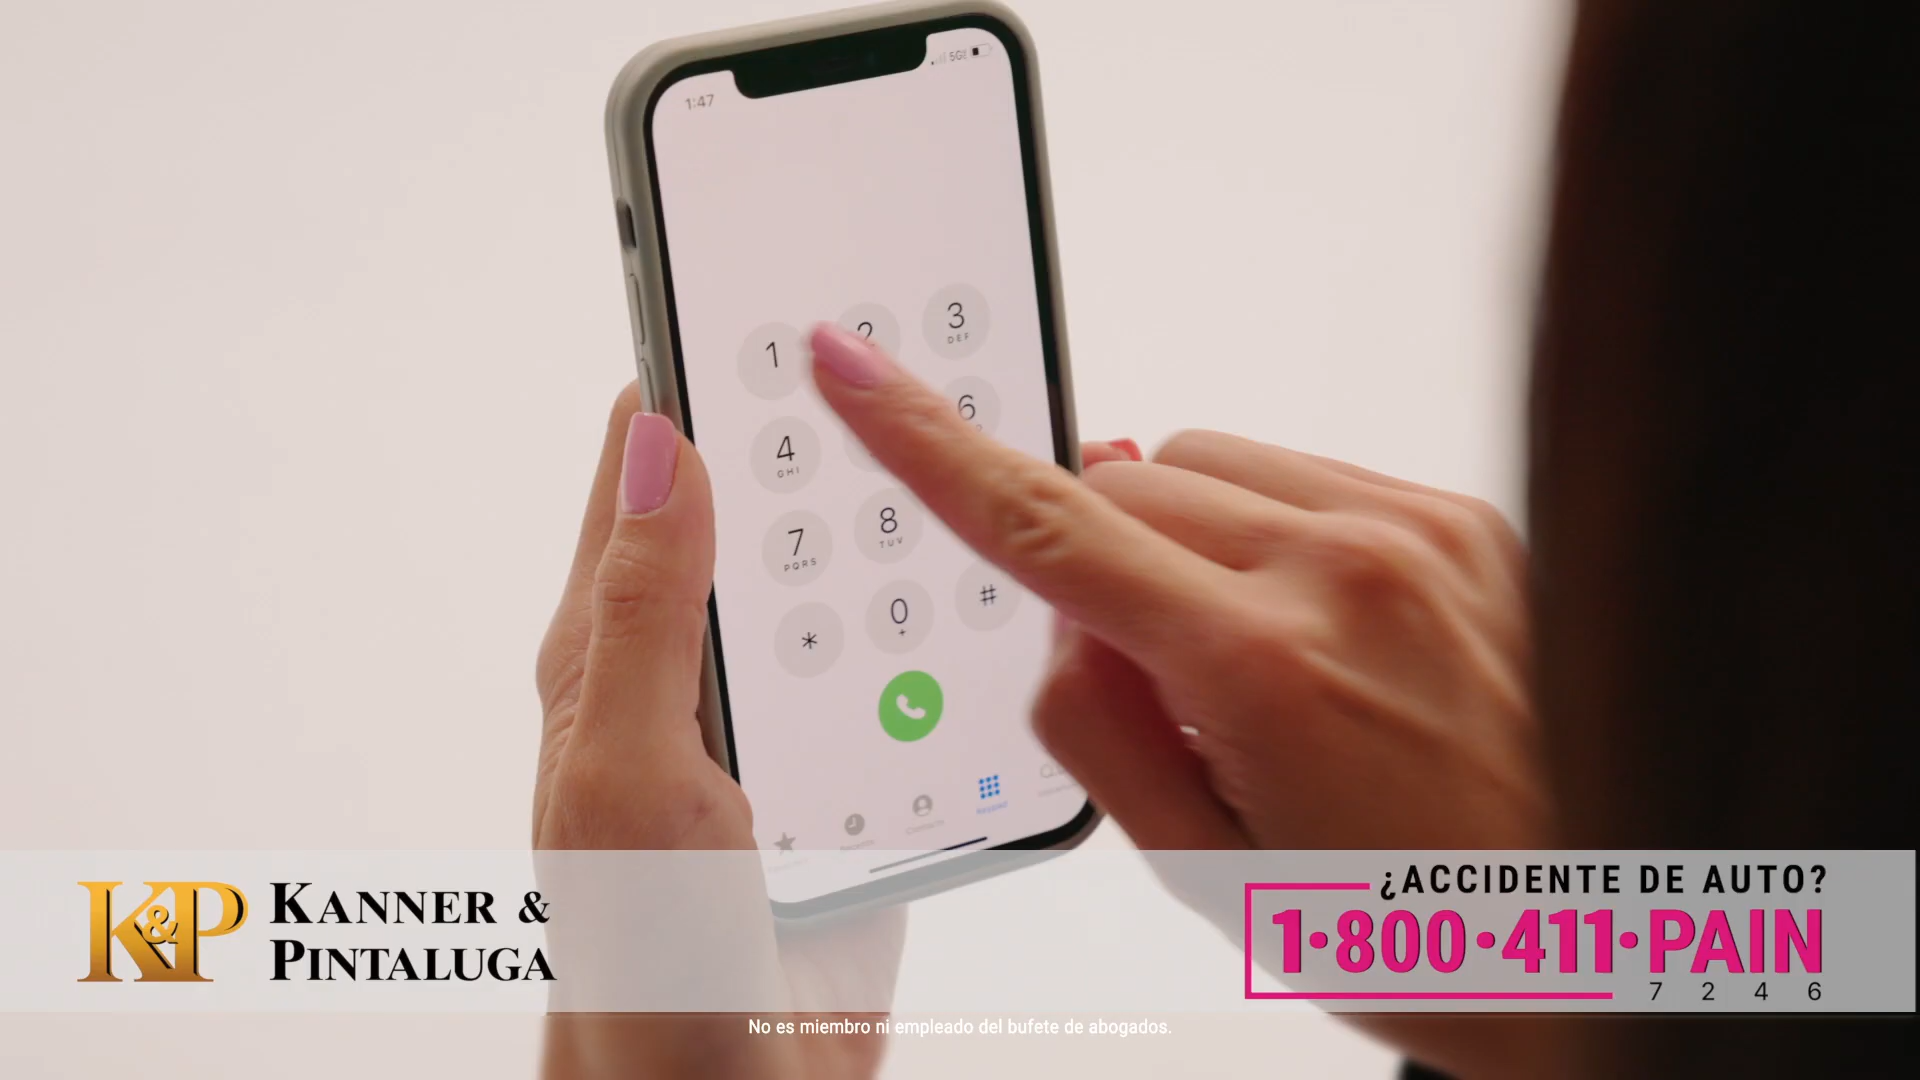 1:47
5G
1
2
3
DEF
4
GHI
6
7
PQRS
8
TUV
*
0
+
#
Keypad
K&P
KANNER &
PINTALUGA
¿ACCIDENTE DE AUTO?
1·800·411·PAIN
7 2 4 6
No es miembro ni empleado del bufete de abogados.